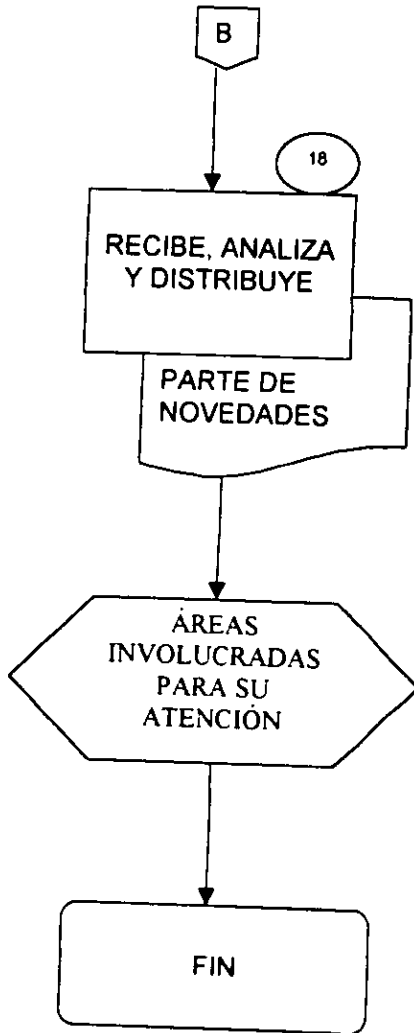 B
18
RECIBE, ANALIZA
Y DISTRIBUYE
PARTE DE
NOVEDADES
ÁREAS
INVOLUCRADAS
PARA SU
ATENCIÓN
FIN